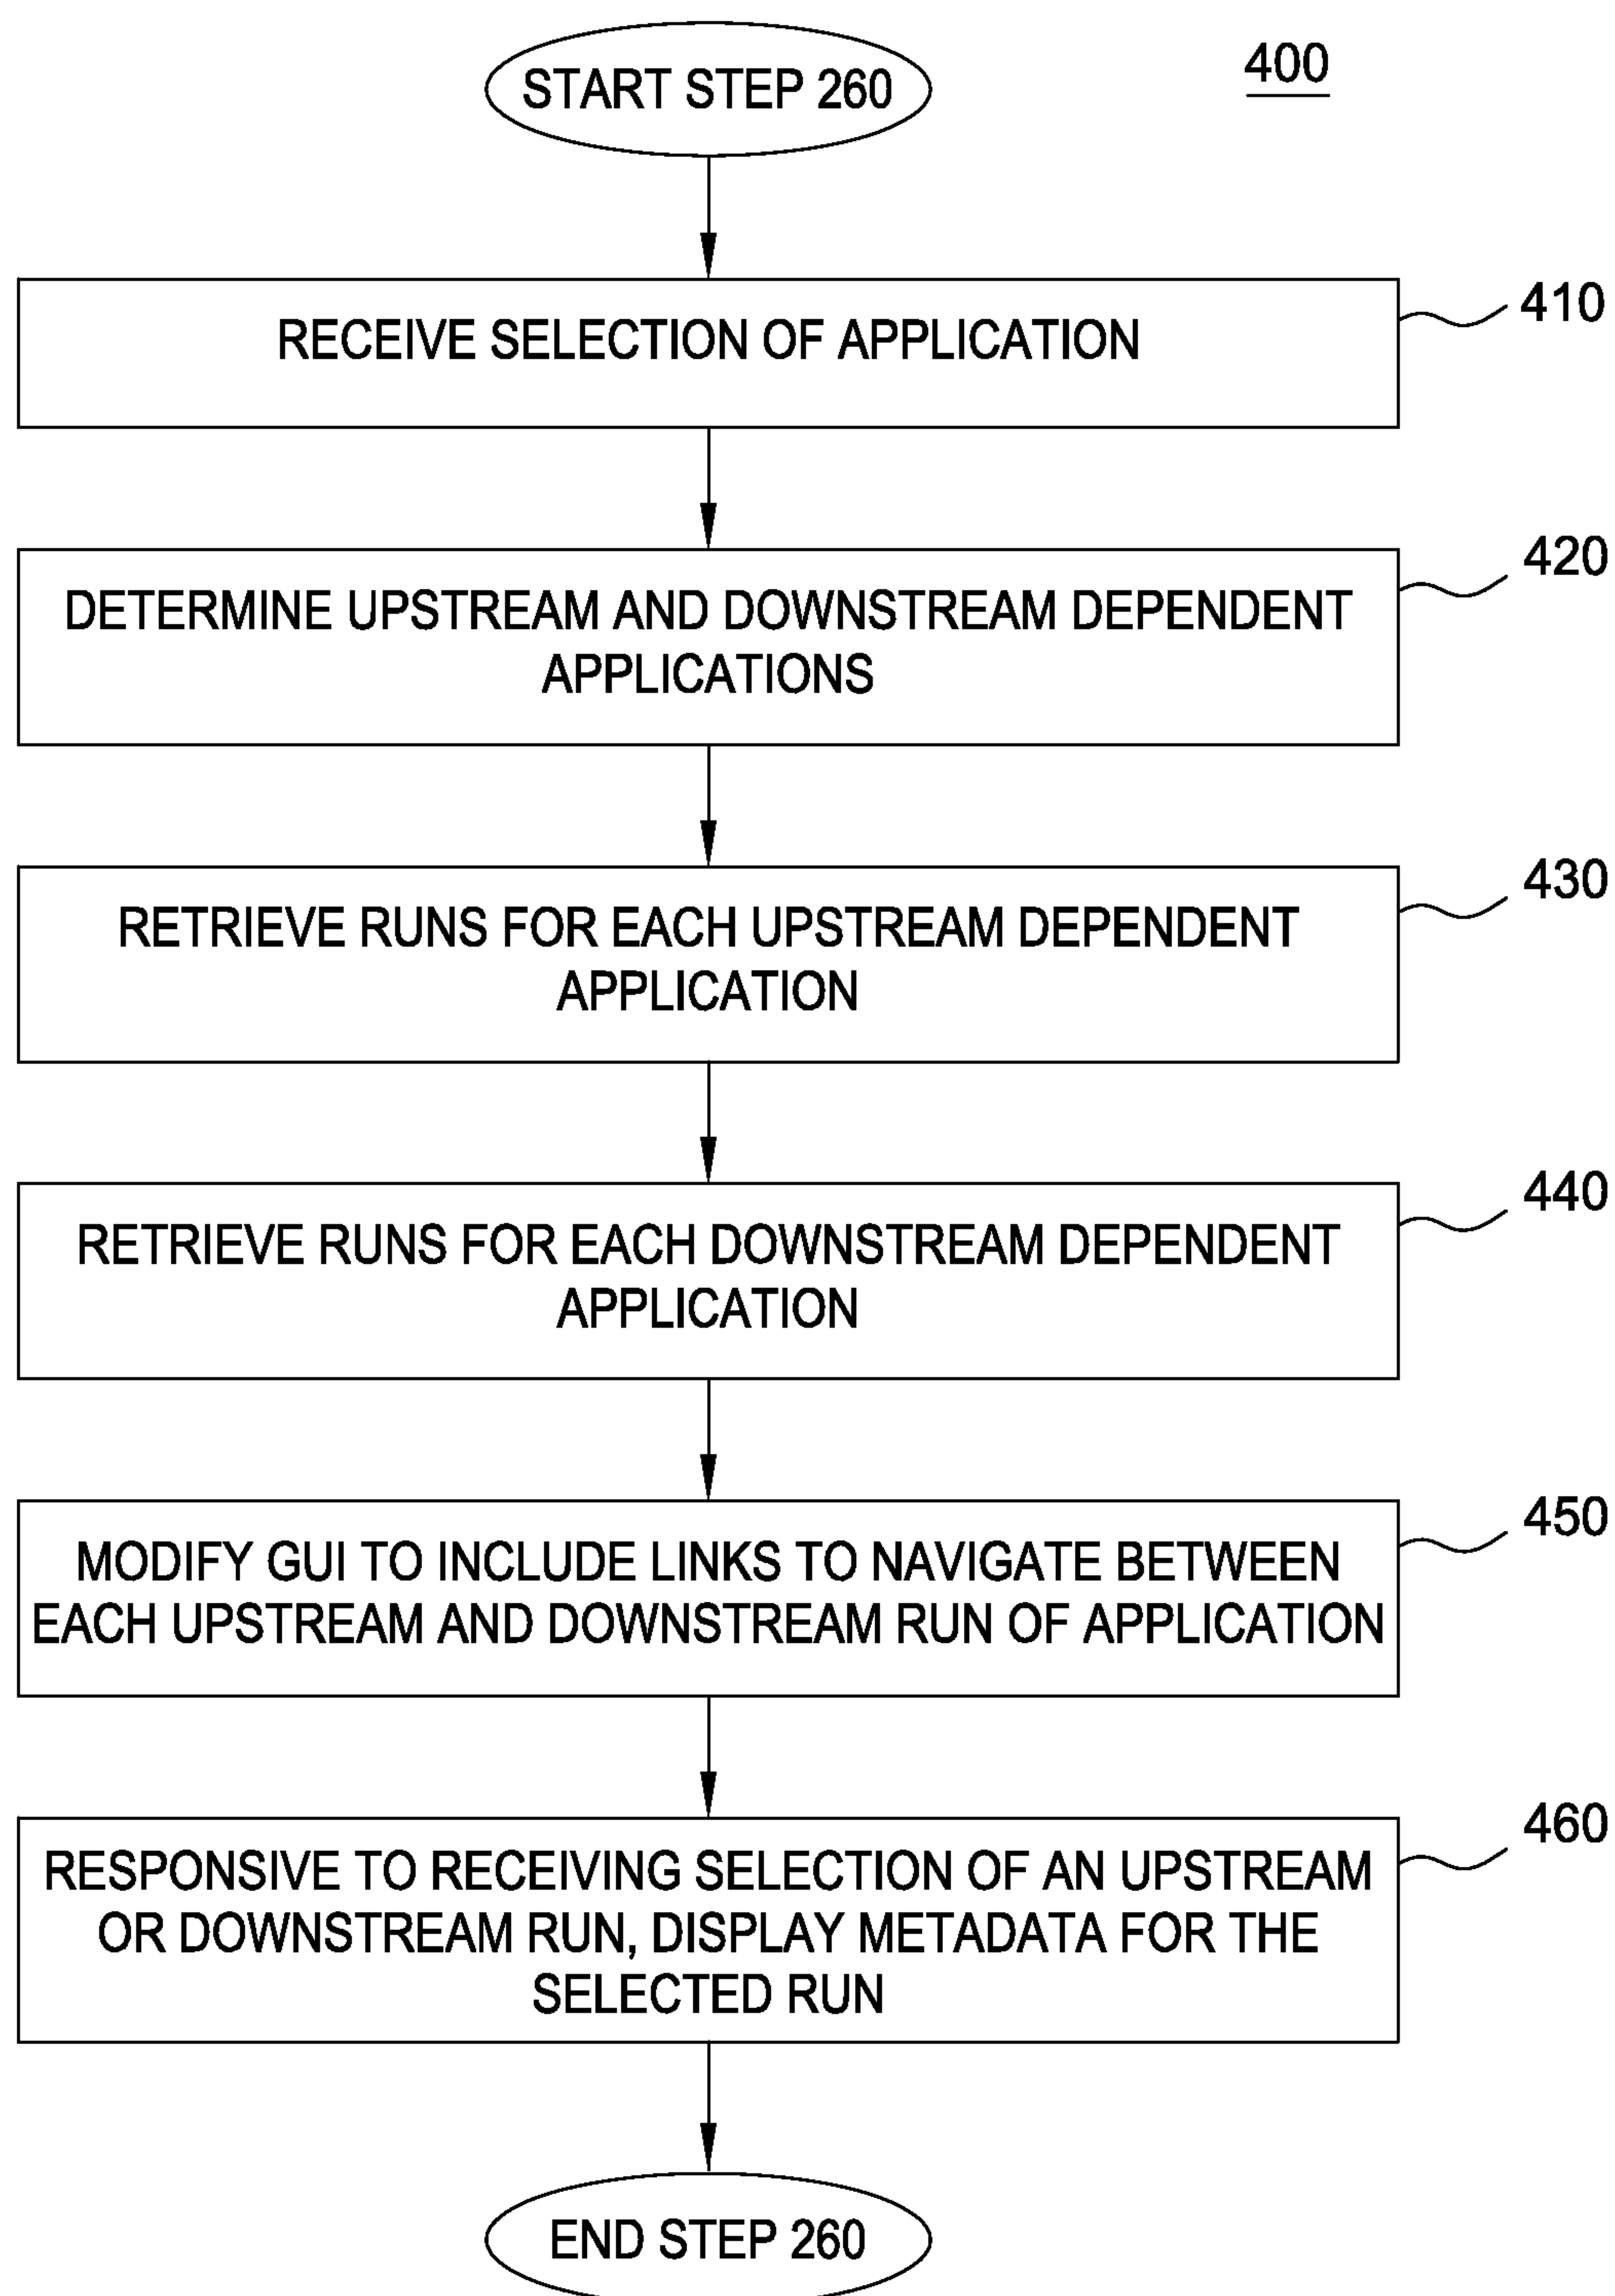 START STEP 260
400
RECEIVE SELECTION OF APPLICATION
410
DETERMINE UPSTREAM AND DOWNSTREAM DEPENDENT
APPLICATIONS
420
RETRIEVE RUNS FOR EACH UPSTREAM DEPENDENT
APPLICATION
430
RETRIEVE RUNS FOR EACH DOWNSTREAM DEPENDENT
APPLICATION
440
MODIFY GUI TO INCLUDE LINKS TO NAVIGATE BETWEEN
EACH UPSTREAM AND DOWNSTREAM RUN OF APPLICATION
450
RESPONSIVE TO RECEIVING SELECTION OF AN UPSTREAM
OR DOWNSTREAM RUN, DISPLAY METADATA FOR THE
SELECTED RUN
460
END STEP 260